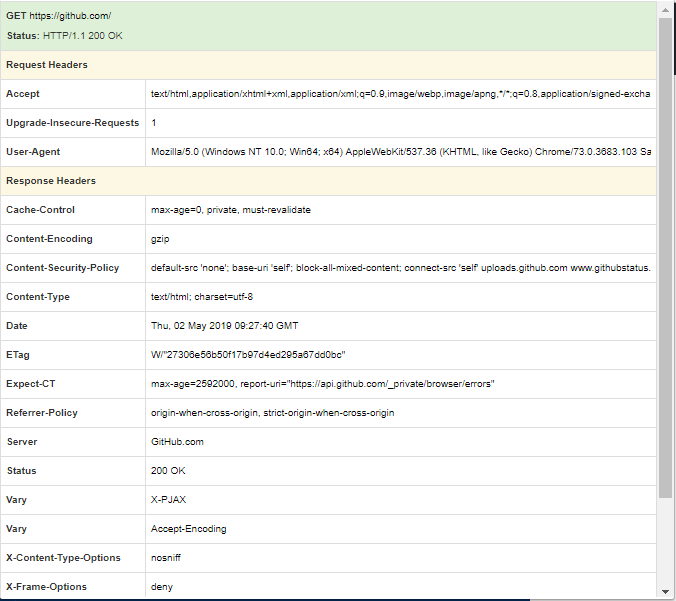 GET https://github.com/
Status: HTTP/1.1 200 OK
Request Headers
Accept text/html,application/xhtml+xml,application/xml;q=0.9,image/webp,image/apng,*/*;q=0.8,application/signed-excha
Upgrade-Insecure-Requests 1
User-Agent Mozilla/5.0 (Windows NT 10.0; Win64; x64) AppleWebKit/537.36 (KHTML, like Gecko) Chrome/73.0.3683.103 Sa
Response Headers
Cache-Control max-age=0, private, must-revalidate
Content-Encoding gzip
Content-Security-Policy default-src 'none'; base-uri 'self'; block-all-mixed-content; connect-src 'self' uploads.github.com www.githubstatus.
Content-Type text/html; charset=utf-8
Date Thu, 02 May 2019 09:27:40 GMT
ETag W/"27306e56b50f17b97d4ed295a67dd0bc"
Expect-CT max-age=2592000, report-uri="https://api.github.com/_private/browser/errors"
Referrer-Policy origin-when-cross-origin, strict-origin-when-cross-origin
Server GitHub.com
Status 200 OK
Vary X-PJAX
Vary Accept-Encoding
X-Content-Type-Options nosniff
X-Frame-Options deny